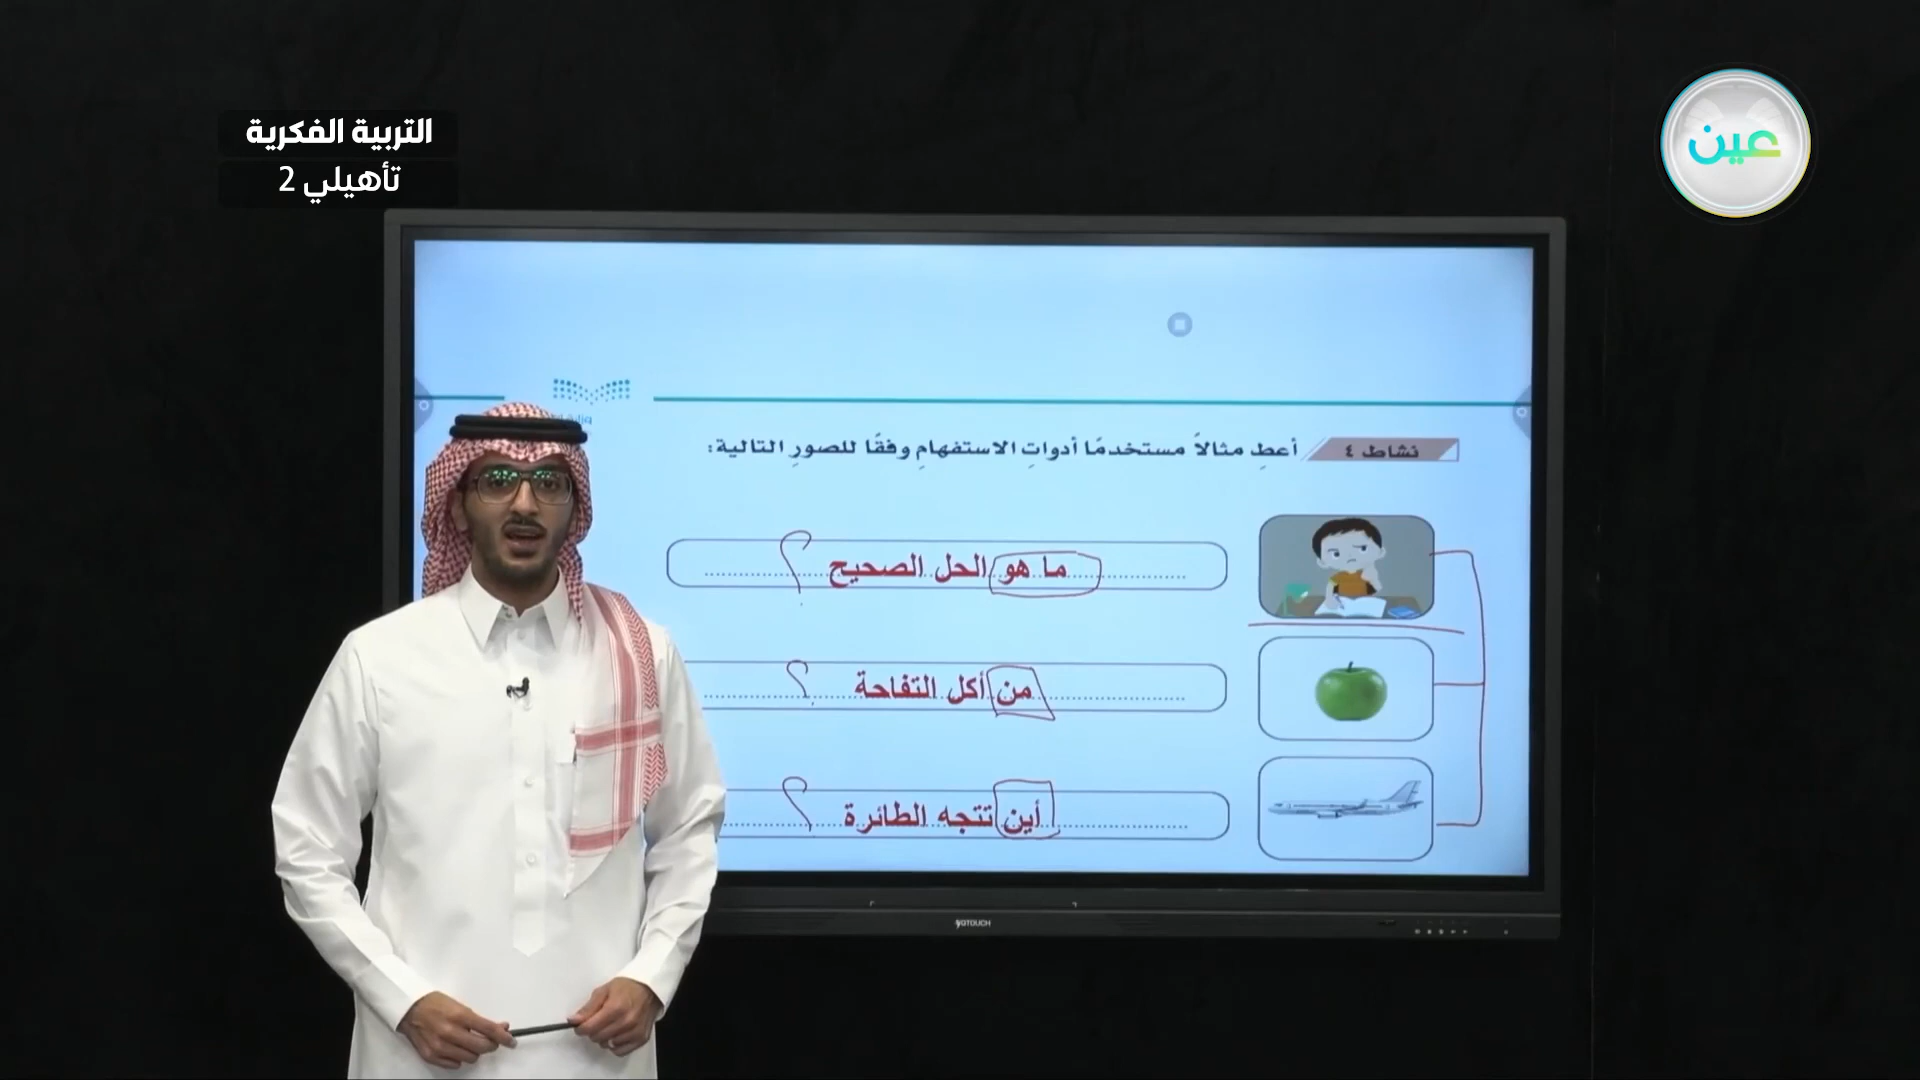 التربية الفكرية
تأهيلي 2
عين
نشاط ٤
أعطِ مثالاً مستخدمًا أدواتِ الاستفهامِ وفقًا للصورِ التالية:
ما هو الحل الصحيح ؟
من أكل التفاحة ؟
أين تتجه الطائرة ؟